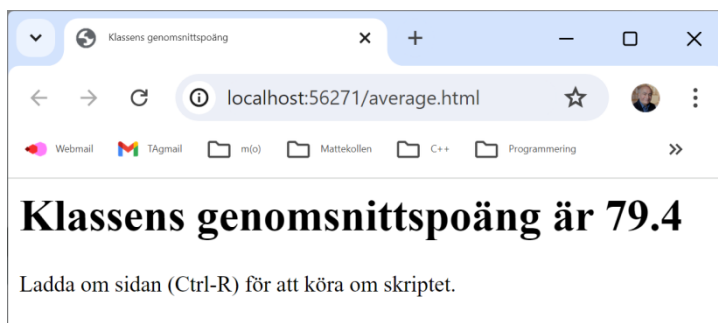 Klassens genomsnittspoäng
localhost:56271/average.html
Webmail TAgmail m(o) Mattekollen C++ Programmering
Klassens genomsnittspoäng är 79.4
Ladda om sidan (Ctrl-R) för att köra om skriptet.